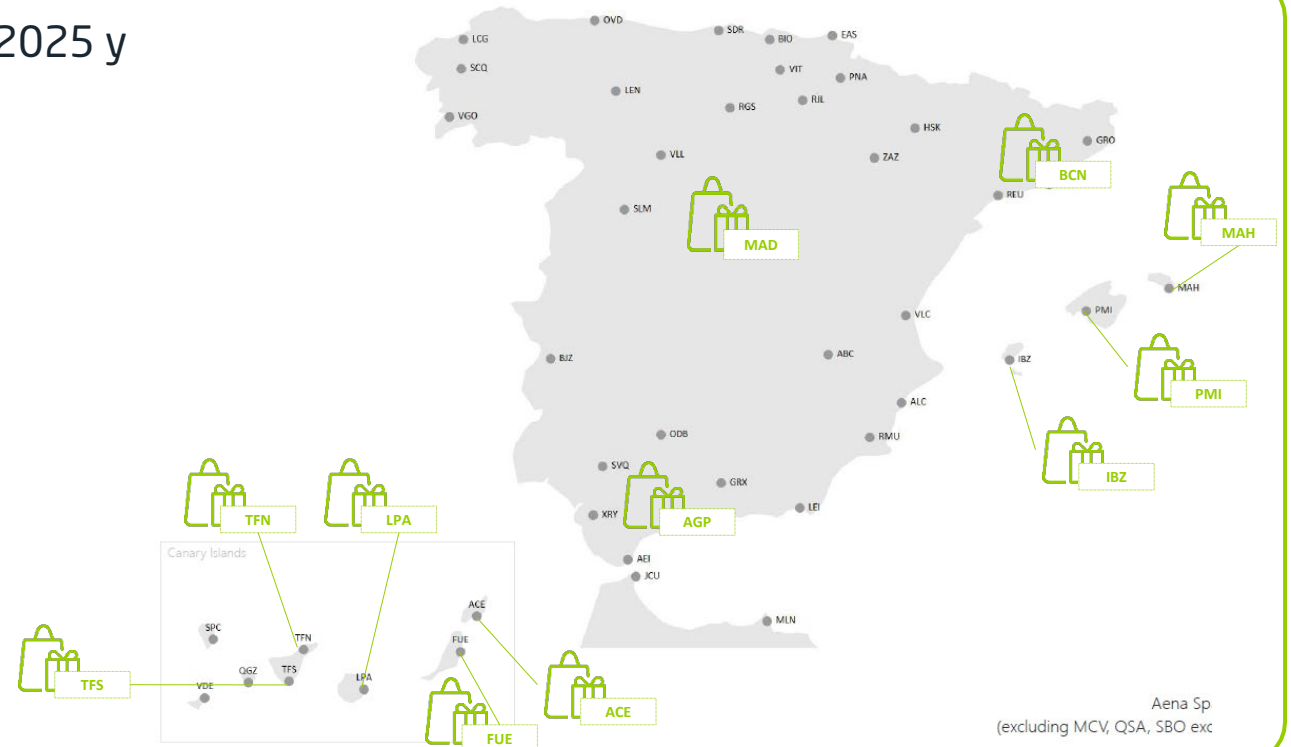 2025 y
OVD
SDR
LCG
BIO
EAS
SCQ
VIT
PNA
LEN
RJL
RGS
VGO
HSK
GRO
VLL
ZAZ
BCN
REU
SLM
MAD
MAH
MAH
PMI
VLC
BJZ
ABC
IBZ
PMI
ALC
ODB
RMU
SVQ
IBZ
GRX
LEI
XRY
AGP
TFN
LPA
Canary Islands
AEI
JCU
ACE
MLN
SPC
TFN
FUE
QGZ
TFS
LPA
VDE
TFS
ACE
FUE
Aena Sp
(excluding MCV, QSA, SBO exc